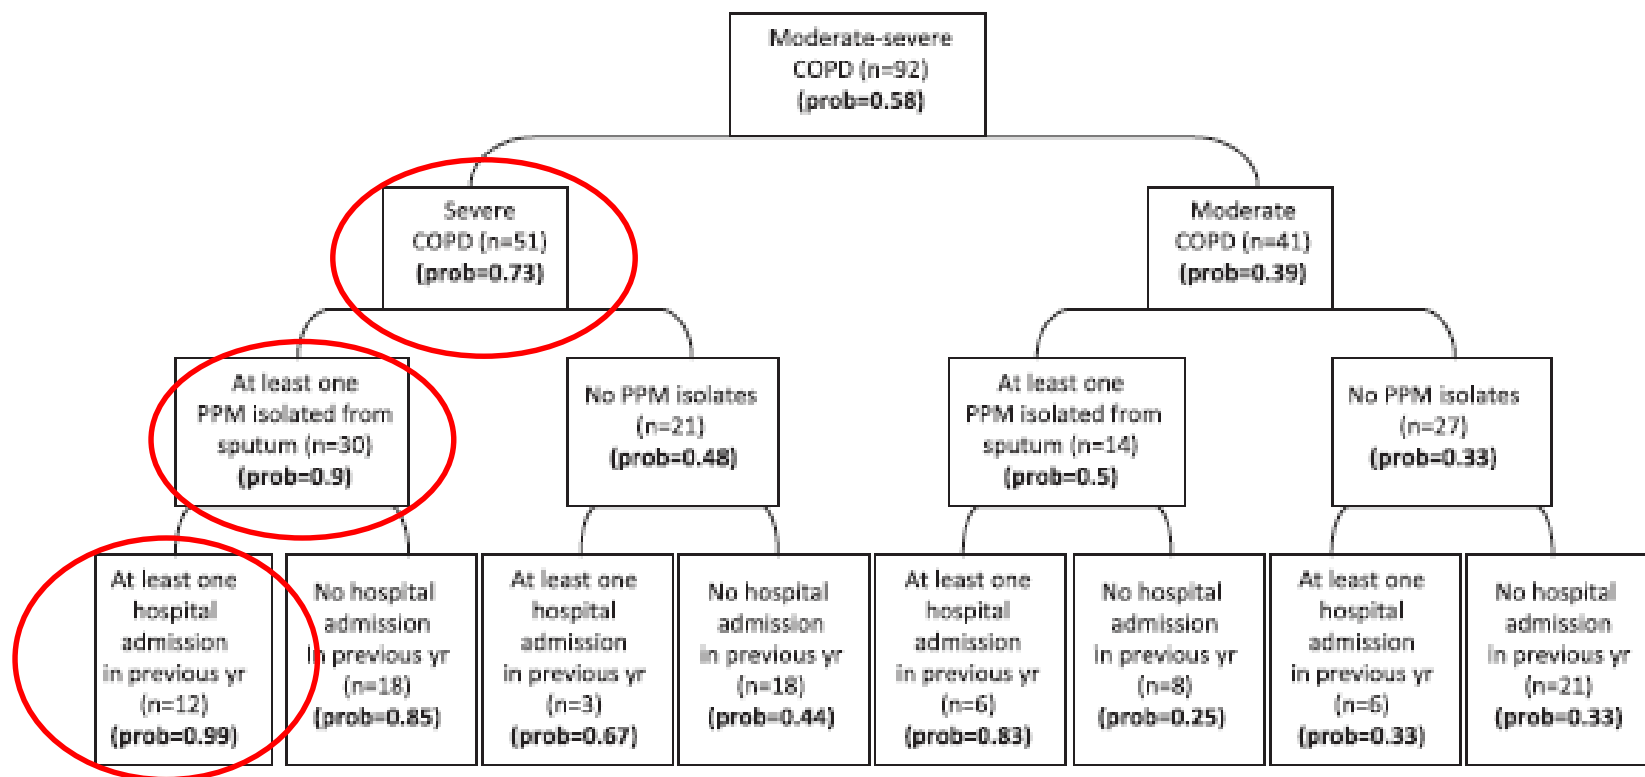 Moderate-severe
COPD (n=92)
(prob=0.58)
Severe
COPD (n=51)
(prob=0.73)
Moderate
COPD (n=41)
(prob=0.39)
At least one
PPM isolated from
sputum (n=30)
(prob=0.9)
No PPM isolates
(n=21)
(prob=0.48)
At least one
PPM isolated from
sputum (n=14)
(prob=0.5)
No PPM isolates
(n=27)
(prob=0.33)
At least one
hospital
admission
in previous yr
(n=12)
(prob=0.99)
No hospital
admission
in previous yr
(n=18)
(prob=0.85)
At least one
hospital
admission
in previous yr
(n=3)
(prob=0.67)
No hospital
admission
in previous yr
(n=18)
(prob=0.44)
At least one
hospital
admission
in previous yr
(n=6)
(prob=0.83)
No hospital
admission
in previous yr
(n=8)
(prob=0.25)
At least one
hospital
admission
in previous yr
(n=6)
(prob=0.33)
No hospital
admission
in previous yr
(n=21)
(prob=0.33)